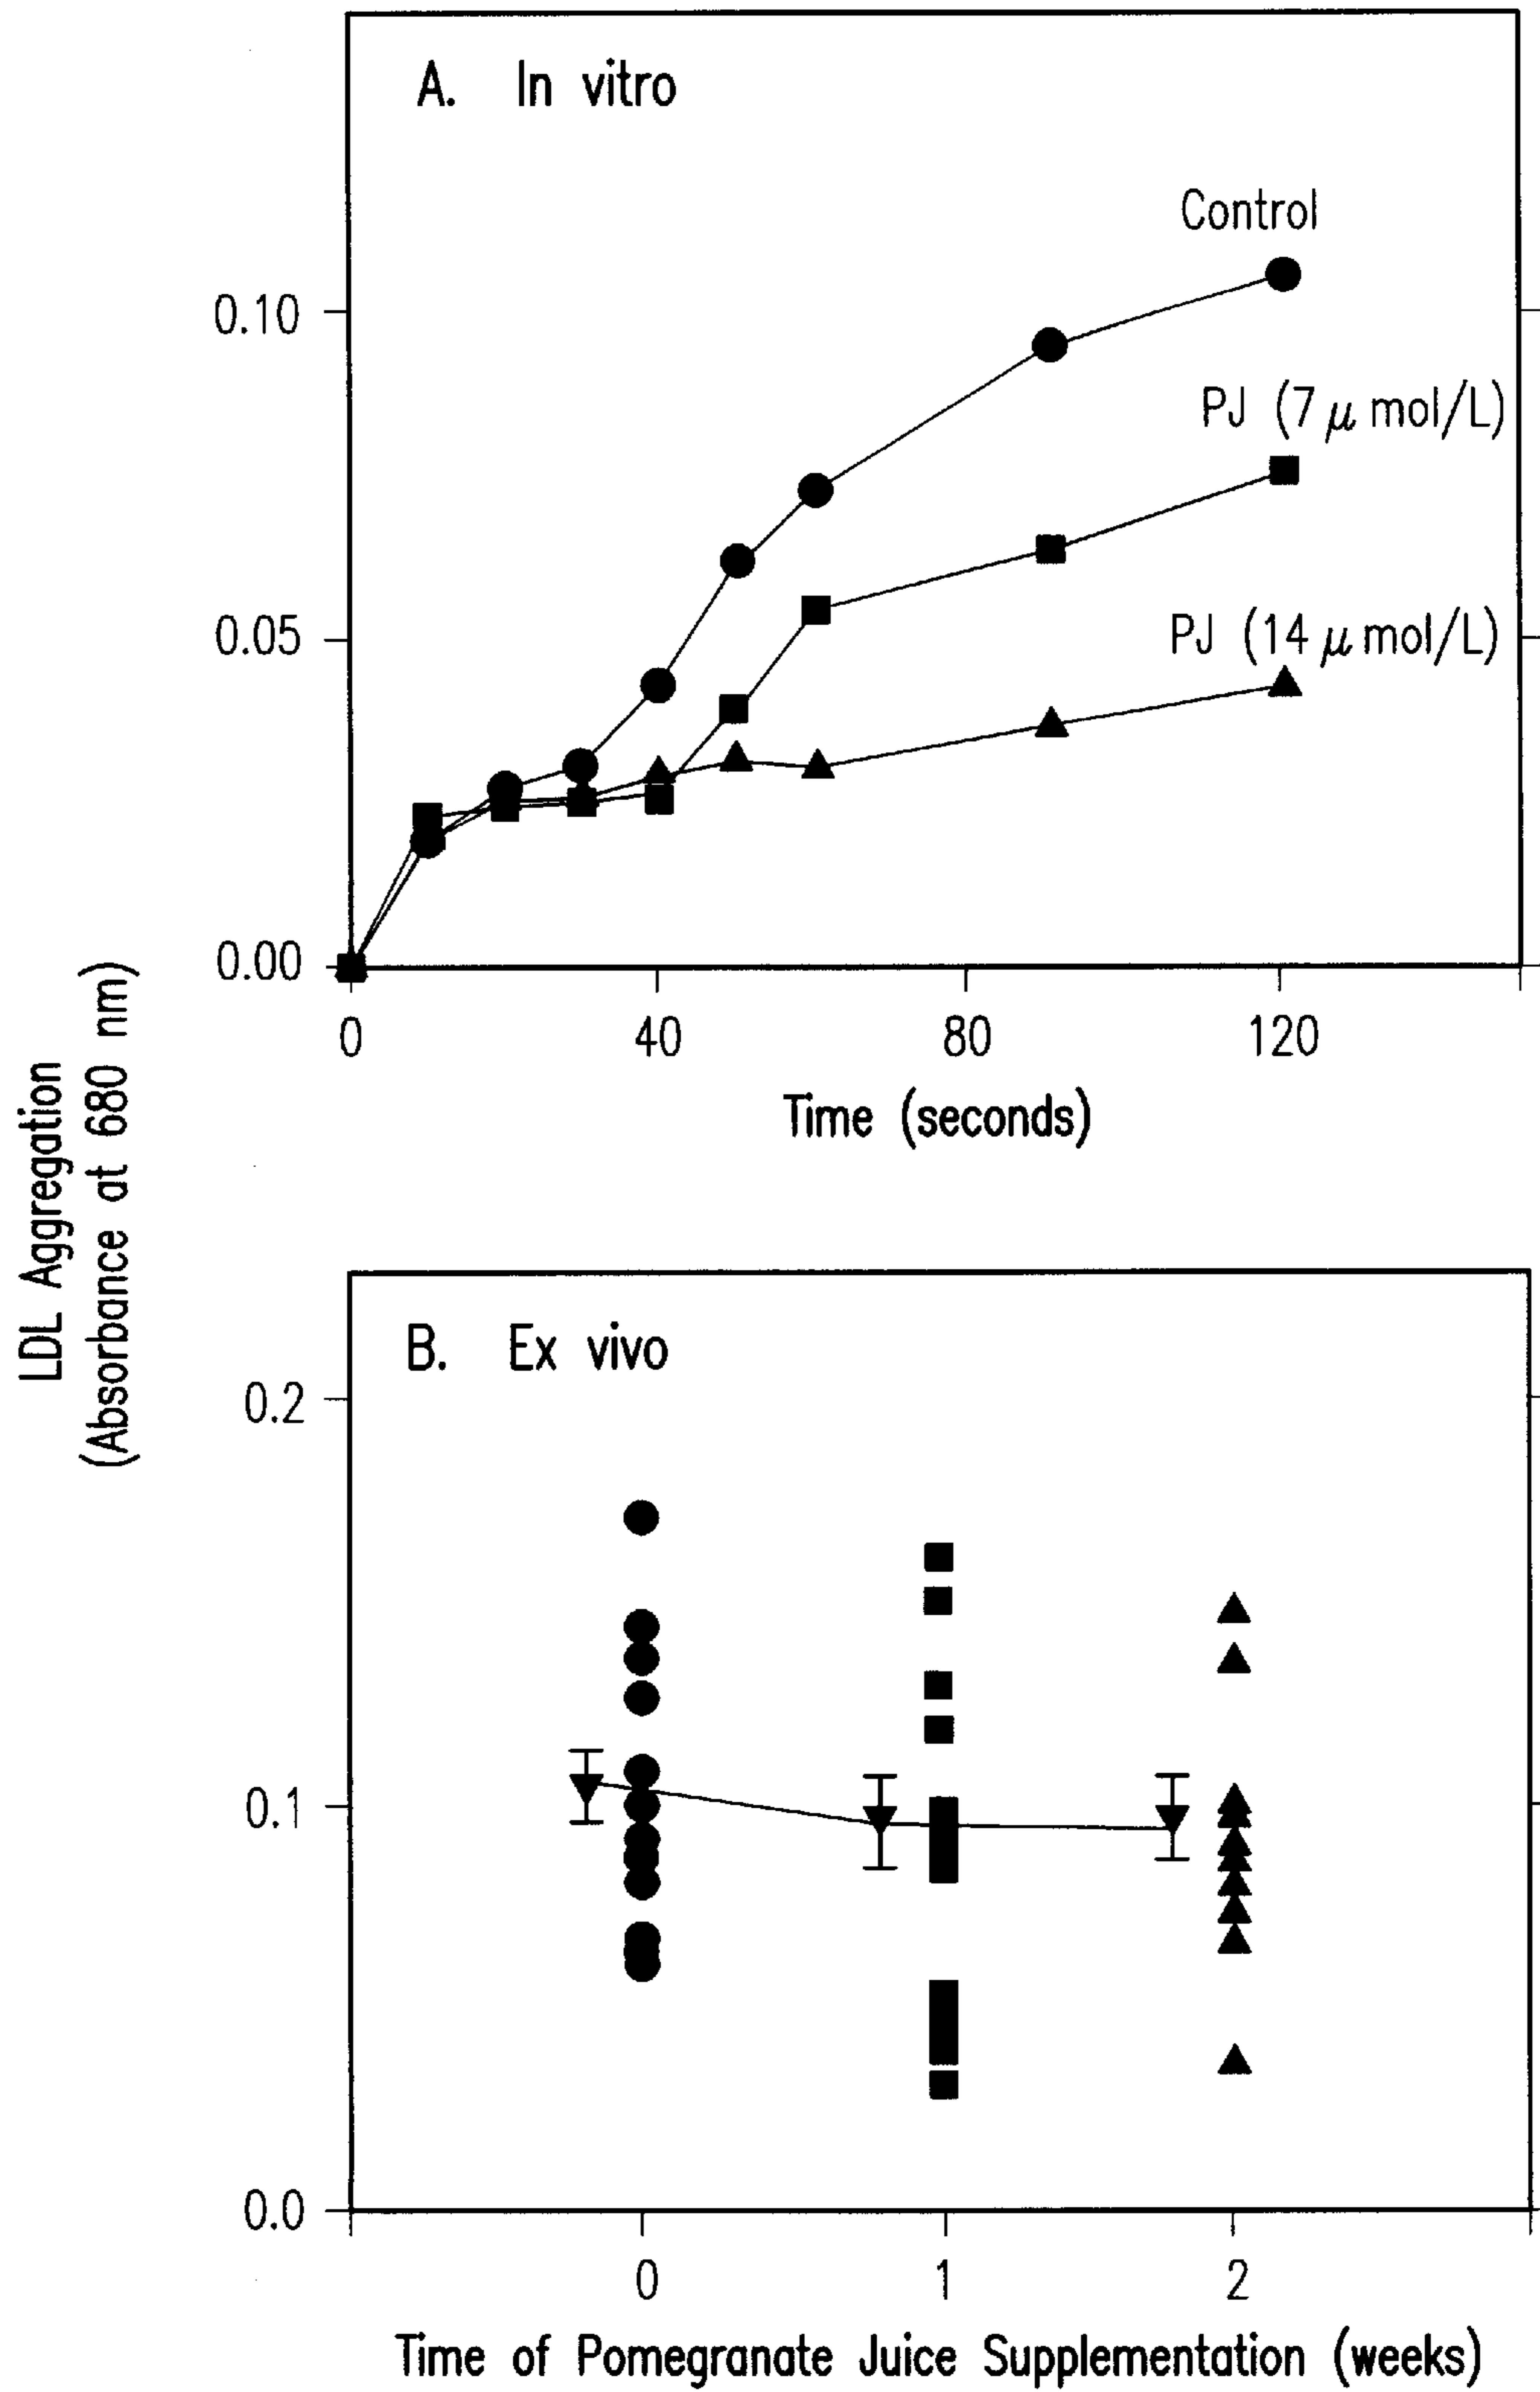 A. In vitro
Control
PJ (7 μ mol/L)
PJ (14 μ mol/L)
0.10
0.05
0.00
0 40 80 120
Time (seconds)
LDL Aggregation
(Absorbance at 680 nm)
B. Ex vivo
0.2
0.1
0.0
0 1 2
Time of Pomegranate Juice Supplementation (weeks)